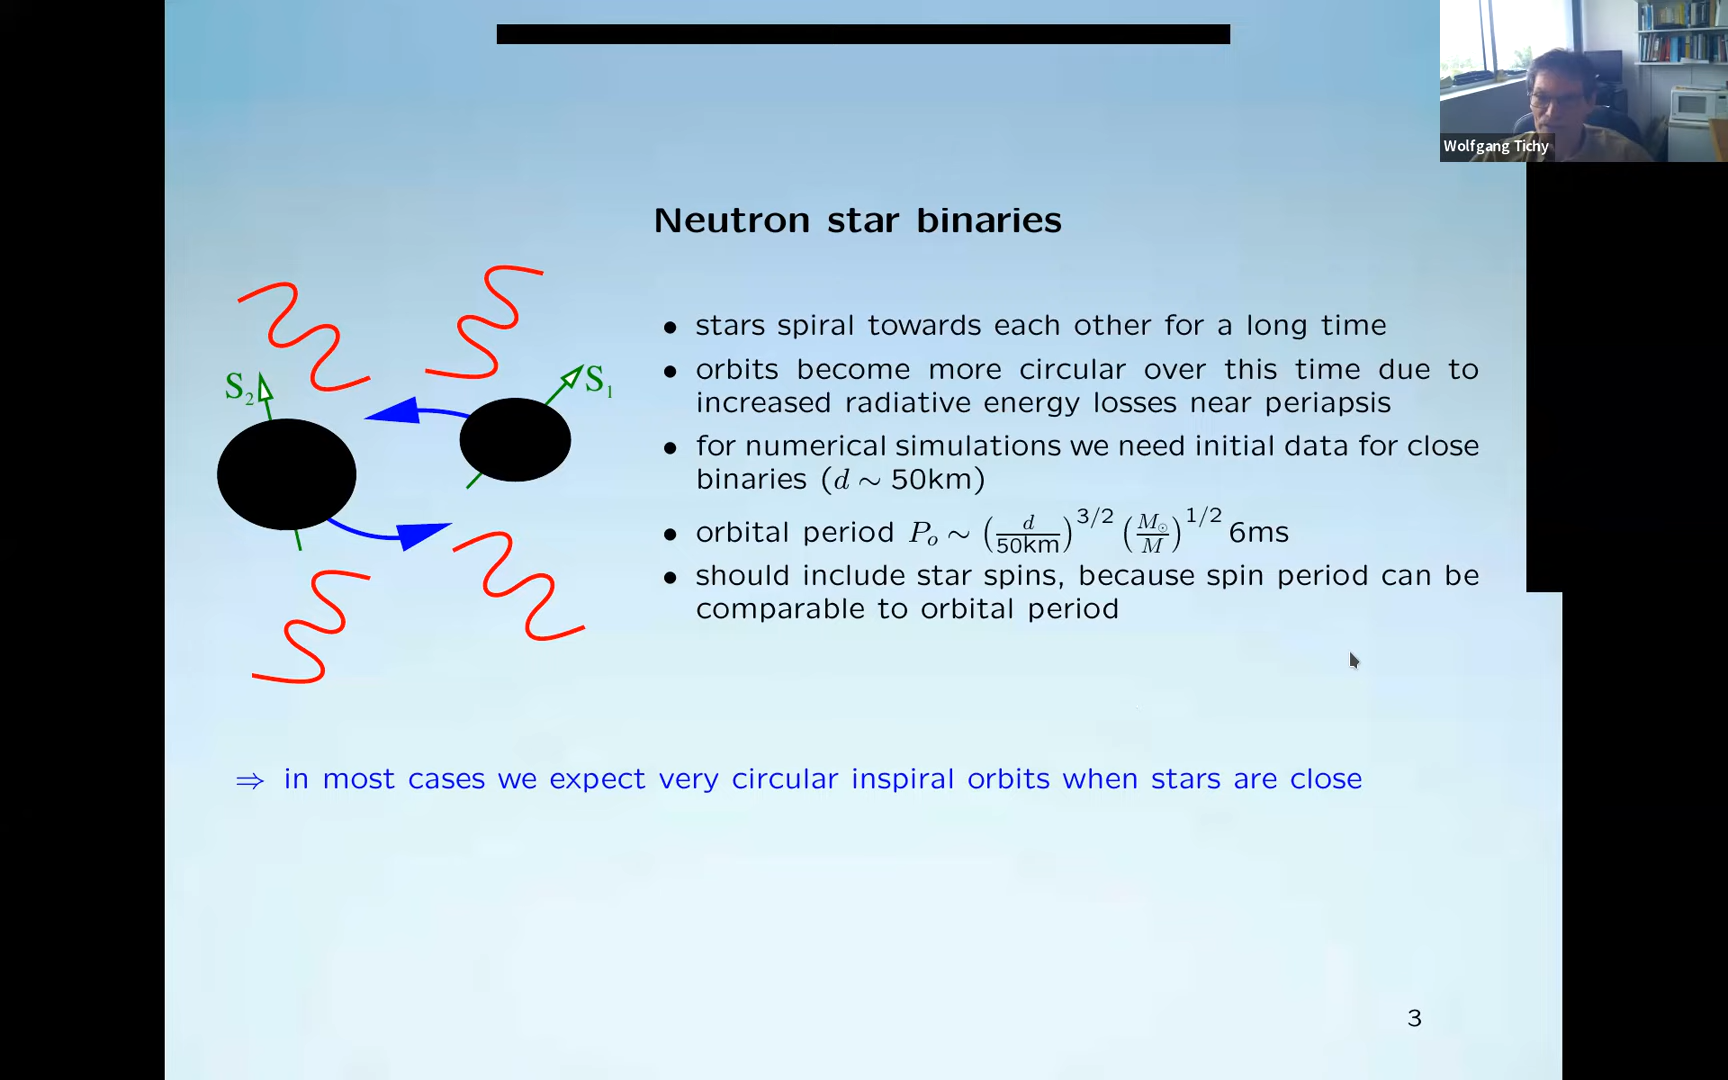 Wolfgang Tichy
Neutron star binaries
S₂
S₁
• stars spiral towards each other for a long time
• orbits become more circular over this time due to
increased radiative energy losses near periapsis
• for numerical simulations we need initial data for close
binaries (d ∼ 50km)
• orbital period Pₒ ∼ (d/50km)^3/2 (M⊙/M)^1/2 6ms
• should include star spins, because spin period can be
comparable to orbital period
⇒ in most cases we expect very circular inspiral orbits when stars are close
3